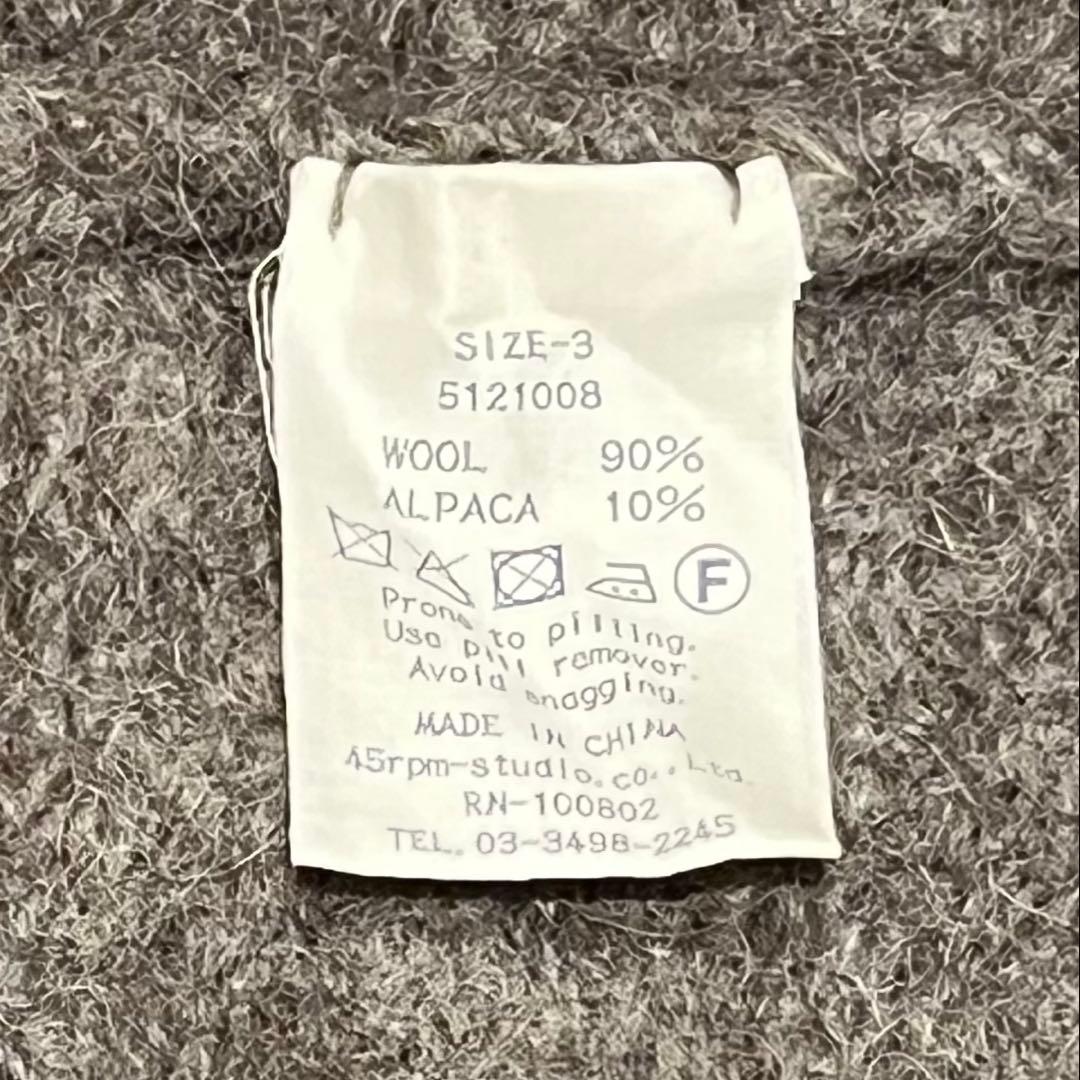 SIZE-3
5121008
WOOL 90%
ALPACA 10%
F
Prone to pilling.
Use pill remover.
Avoid snagging.
MADE IN CHINA
45rpm-studio.co.,Ltd.
RN-100802
TEL. 03-3498-2245